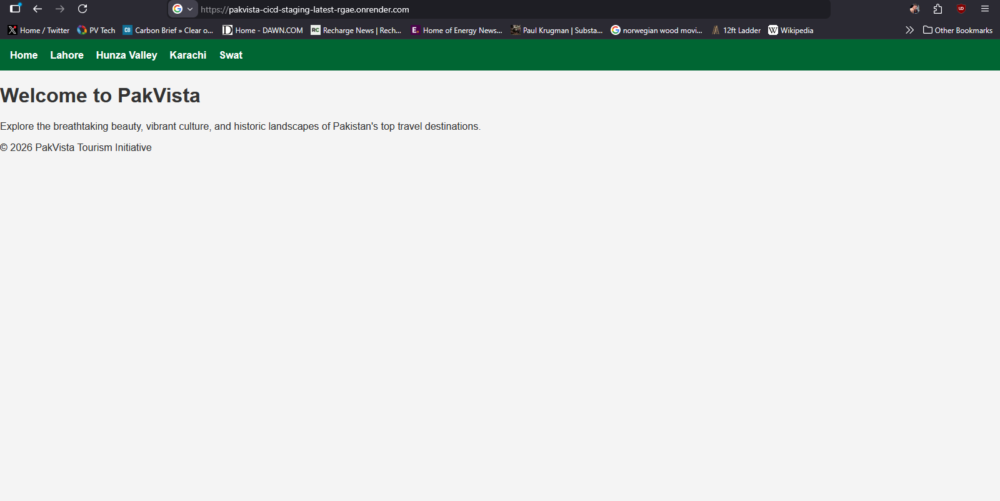 https://pakvista-cicd-staging-latest-rgae.onrender.com
Home / Twitter PV Tech CB Carbon Brief » Clear o... Home - DAWN.COM RC Recharge News | Rech... E. Home of Energy News... Paul Krugman | Substa... norwegian wood movi... 12ft Ladder W Wikipedia Other Bookmarks
Home Lahore Hunza Valley Karachi Swat
Welcome to PakVista
Explore the breathtaking beauty, vibrant culture, and historic landscapes of Pakistan's top travel destinations.
© 2026 PakVista Tourism Initiative